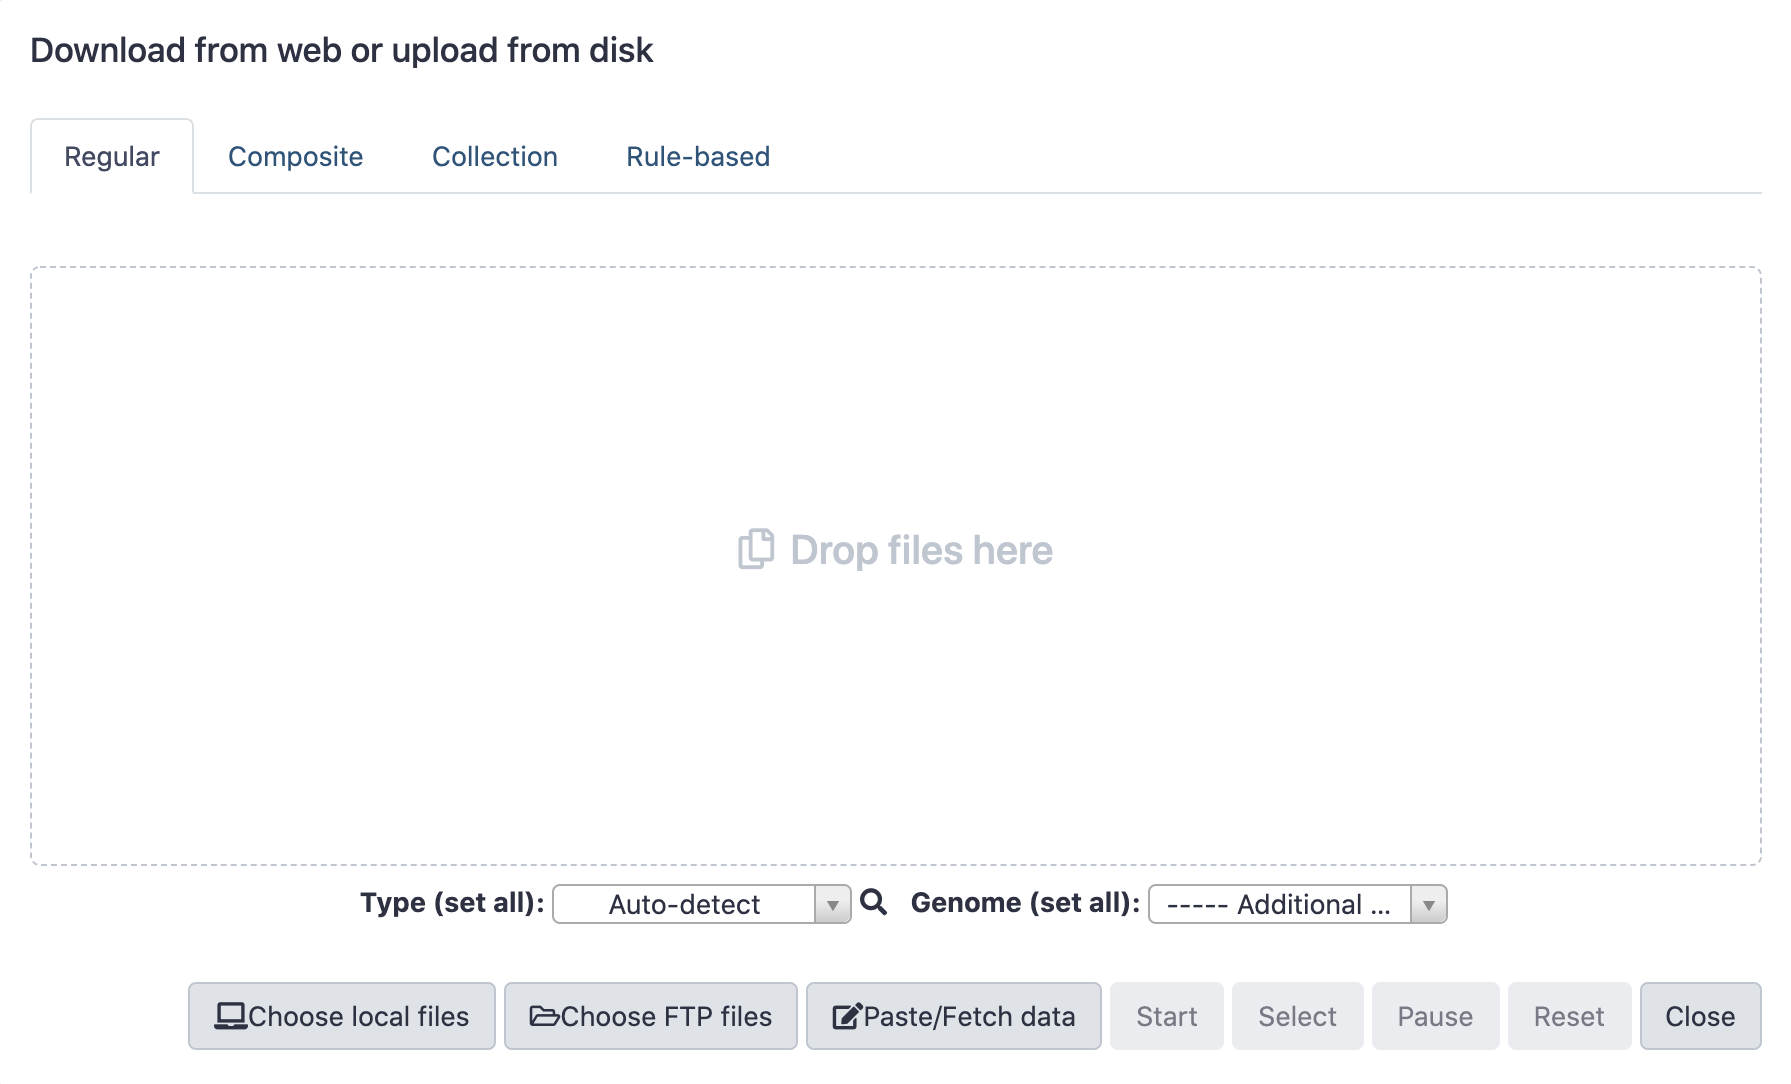 Download from web or upload from disk
Regular Composite Collection Rule-based
Drop files here
Type (set all): Auto-detect Genome (set all): ----- Additional ...
Choose local files Choose FTP files Paste/Fetch data Start Select Pause Reset Close